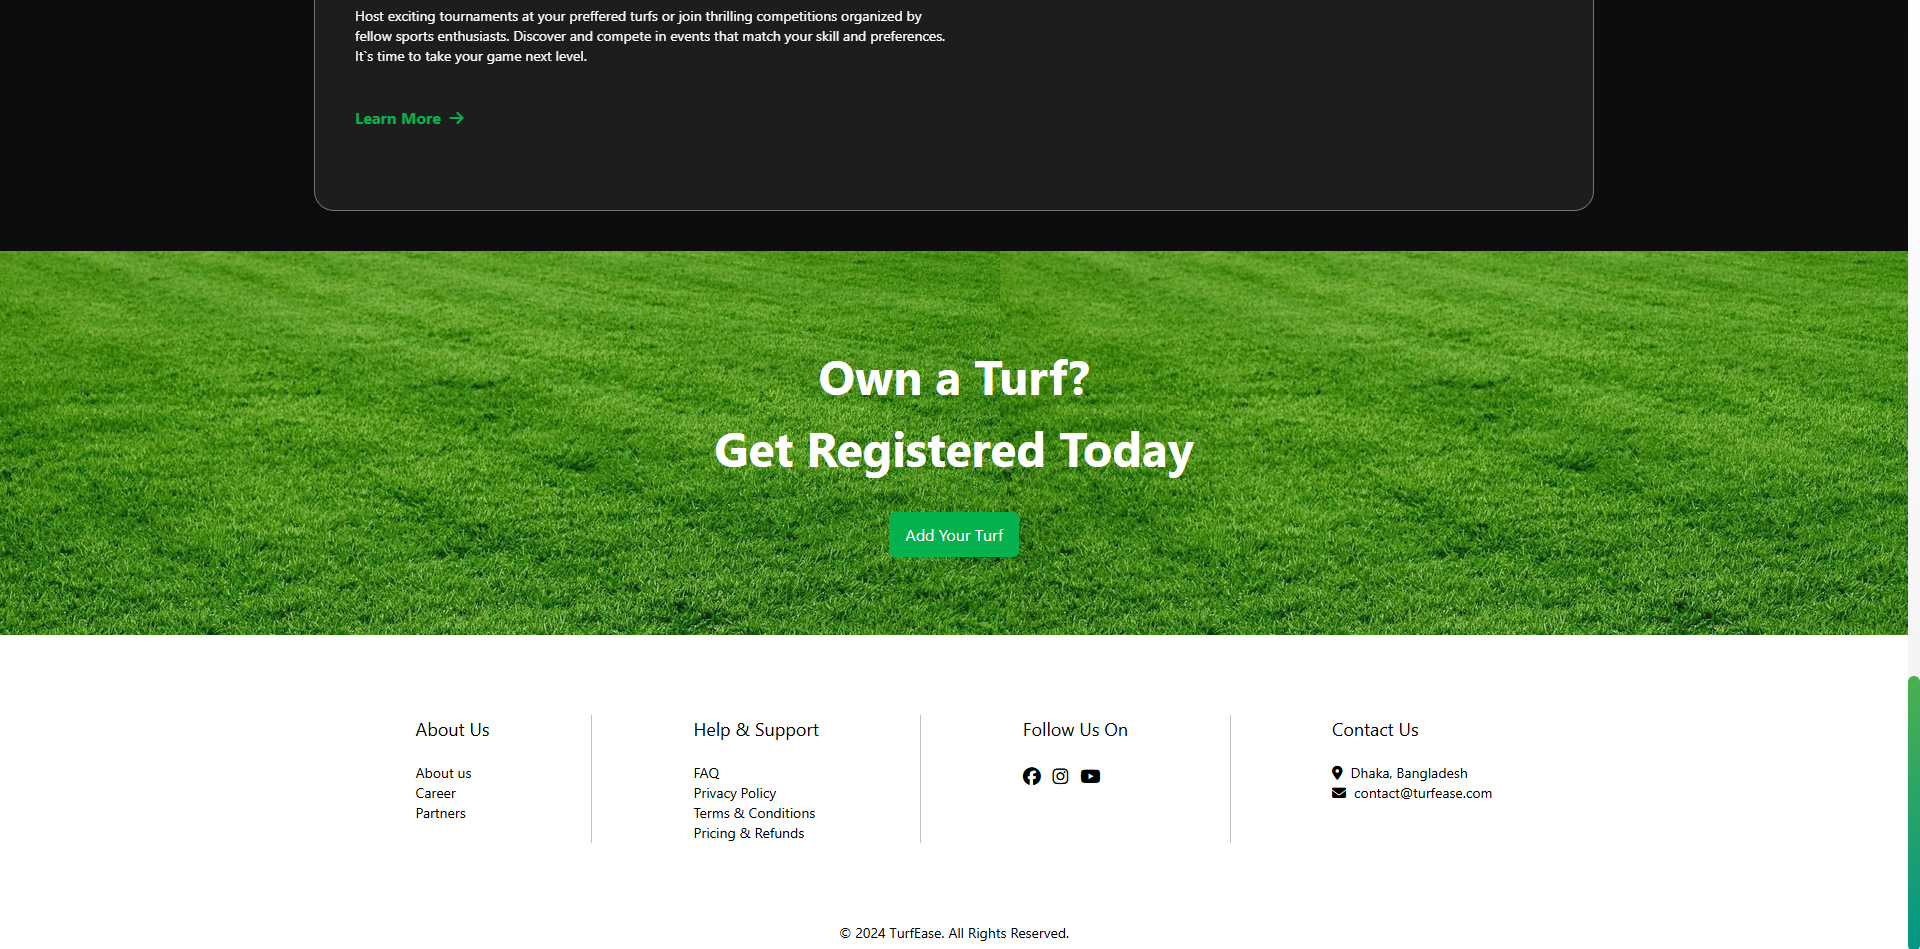 Host exciting tournaments at your preffered turfs or join thrilling competitions organized by
fellow sports enthusiasts. Discover and compete in events that match your skill and preferences.
It`s time to take your game next level.
Learn More
Own a Turf?
Get Registered Today
Add Your Turf
About Us
About us
Career
Partners
Help & Support
FAQ
Privacy Policy
Terms & Conditions
Pricing & Refunds
Follow Us On
Contact Us
Dhaka, Bangladesh
contact@turfease.com
© 2024 TurfEase. All Rights Reserved.